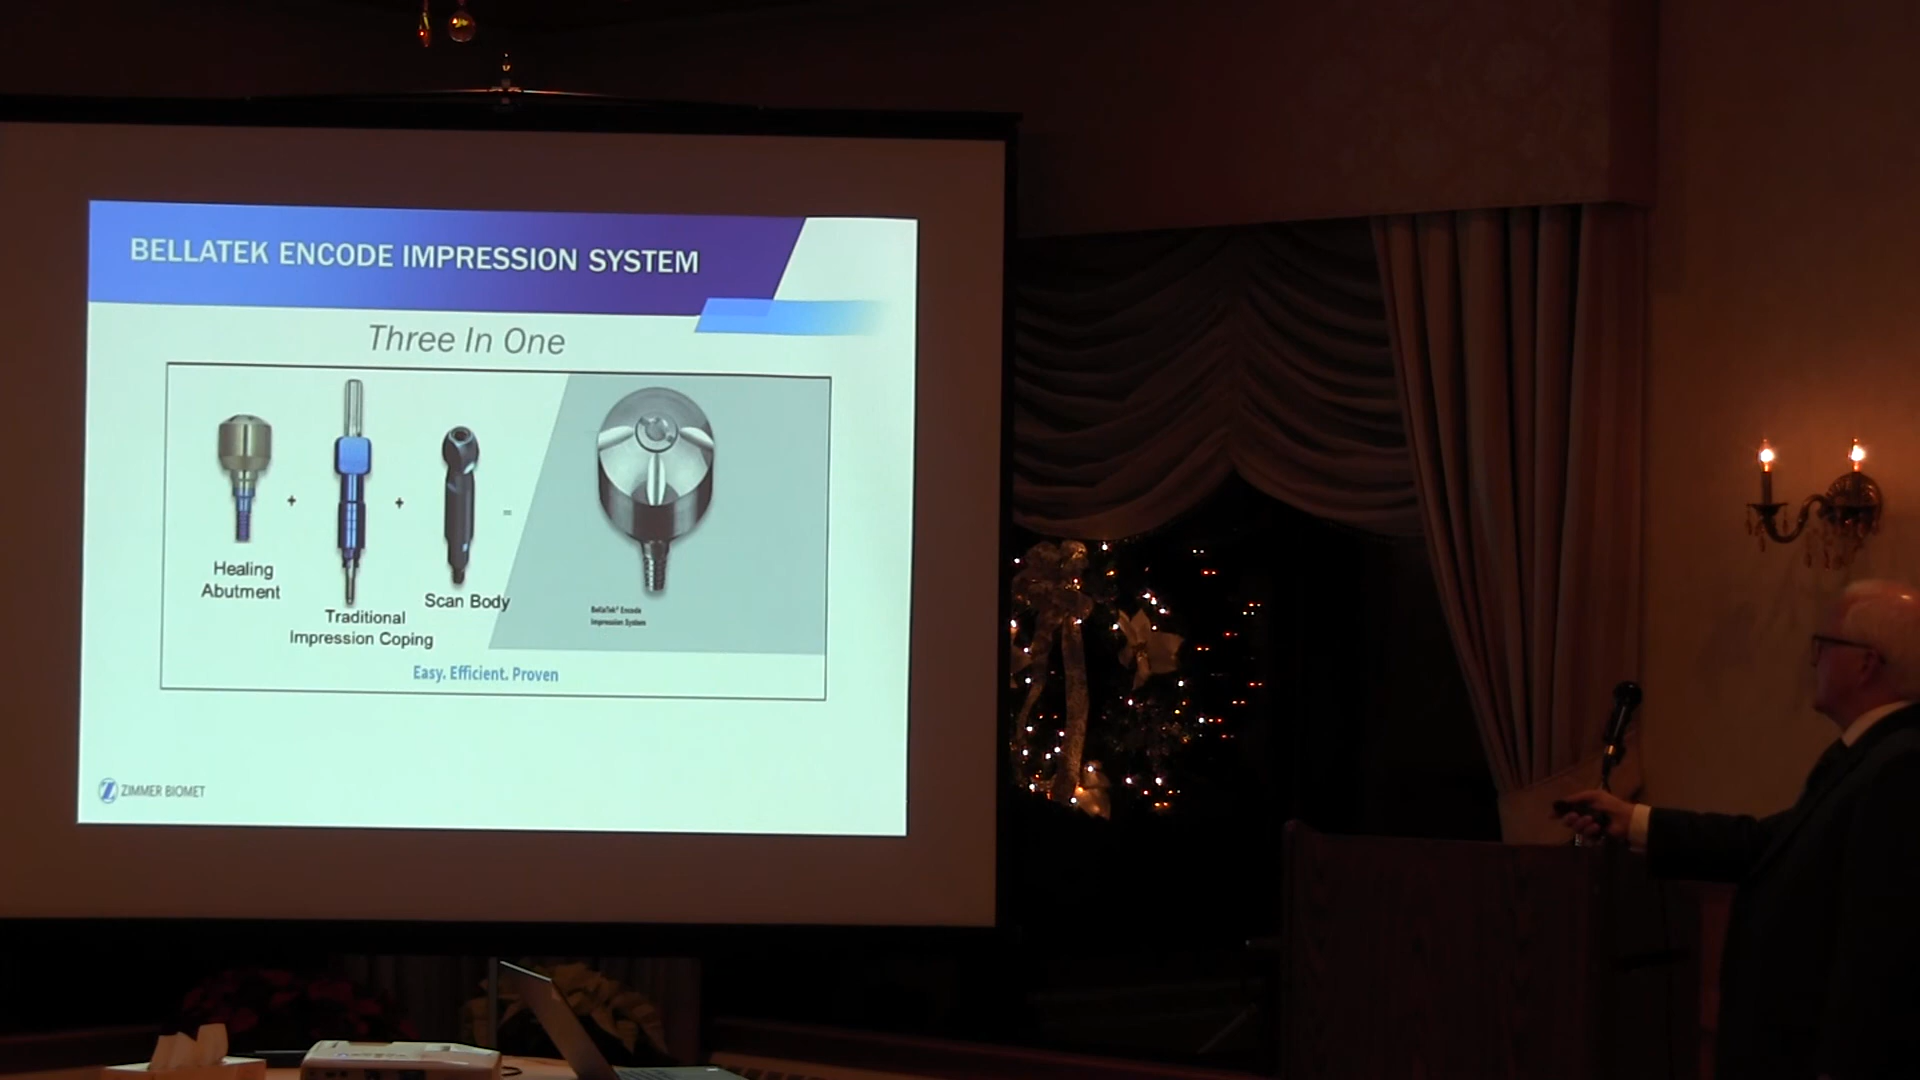 BELLATEK ENCODE IMPRESSION SYSTEM
Three In One
+
+
=
Healing
Abutment
Traditional
Impression Coping
Scan Body
BellaTek® Encode
Impression System
Easy. Efficient. Proven
Z ZIMMER BIOMET